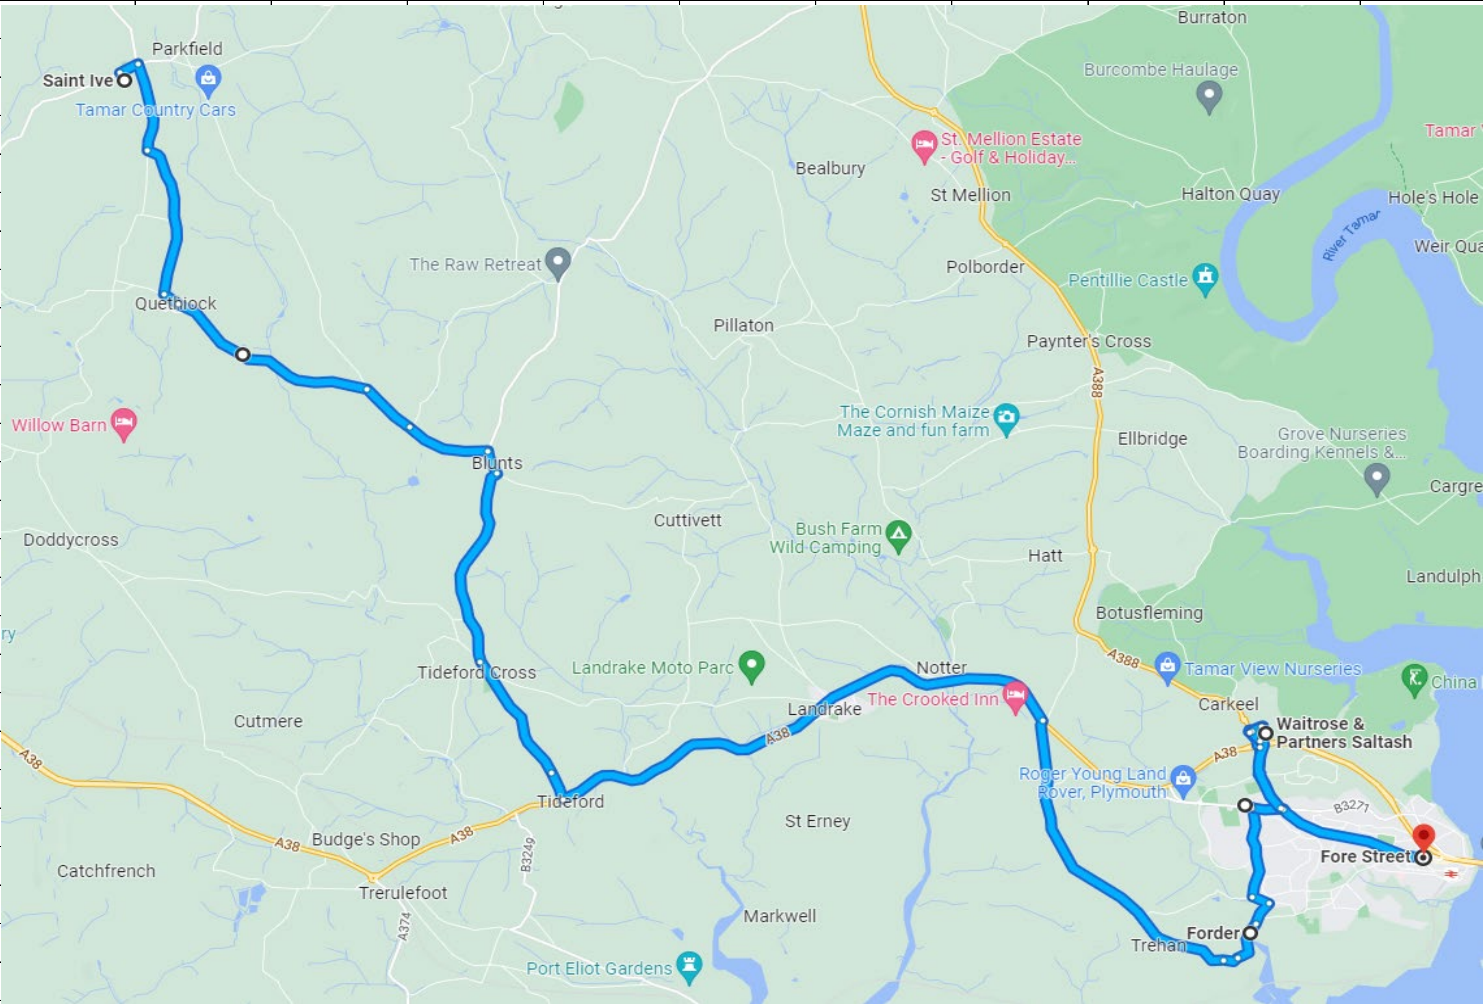 Burraton
Parkfield
Saint Ive
Tamar Country Cars
Burcombe Haulage
Tamar
St. Mellion Estate
- Golf & Holiday...
Bealbury
St Mellion
Halton Quay
Hole's Hole
River Tamar
Weir Qua
The Raw Retreat
Polborder
Pentillie Castle
Quethiock
Pillaton
Paynter's Cross
A388
Willow Barn
The Cornish Maize
Maze and fun farm
Ellbridge
Grove Nurseries
Boarding Kennels &...
Blunts
Cargre
Cuttivett
Bush Farm
Wild Camping
Doddycross
Hatt
Landulph
Botusfleming
ry
Tideford Cross
Landrake Moto Parc
Notter
A388
Tamar View Nurseries
China
The Crooked Inn
Landrake
Carkeel
Cutmere
A38
Waitrose &
Partners Saltash
A38
A38
Roger Young Land
Rover, Plymouth
Tideford
B3271
St Erney
Budge's Shop
A38
A38
B3249
Fore Street
Catchfrench
Trerulefoot
A374
Markwell
Forder
Trehan
Port Eliot Gardens